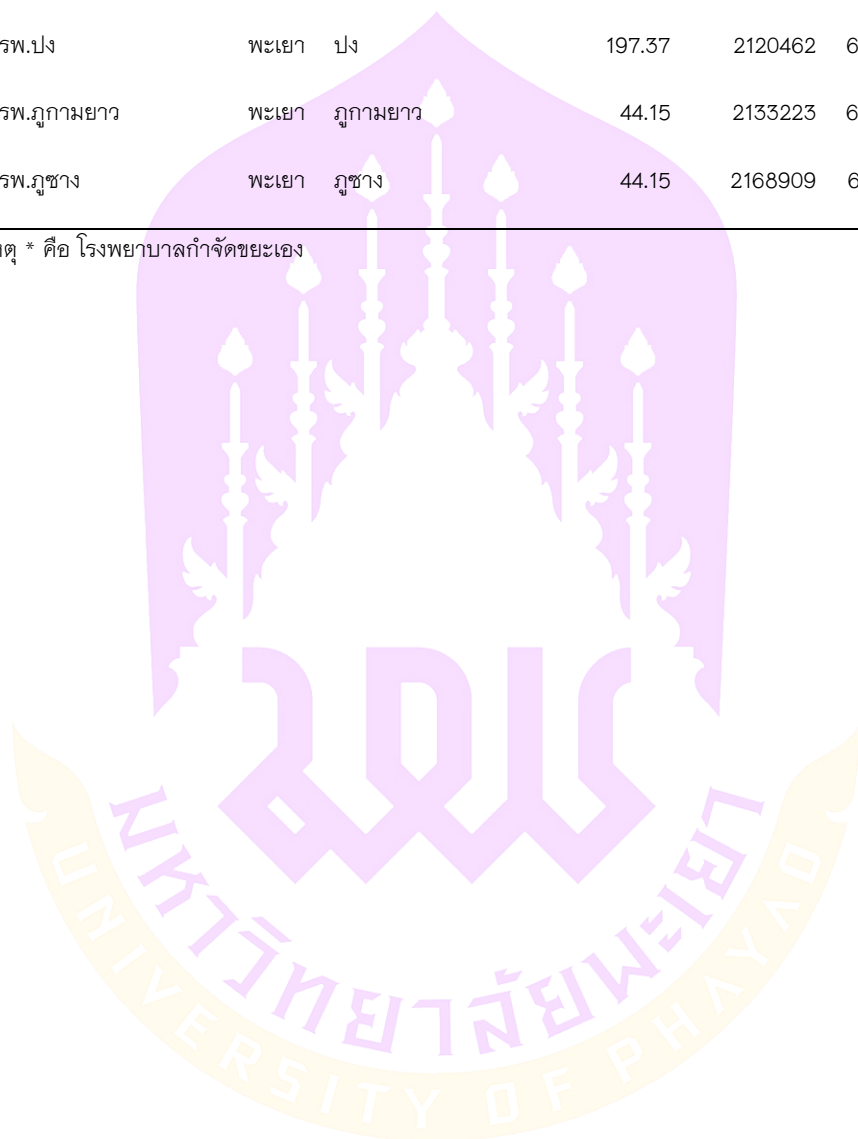 รพ.ปง พะเยา ปง 197.37 2120462 6
รพ.ภูกามยาว พะเยา ภูกามยาว 44.15 2133223 6
รพ.ภูซาง พะเยา ภูซาง 44.15 2168909 6
ตุ * คือ โรงพยาบาลกำจัดขยะเอง
มหาวิทยาลัยพะเยา
UNIVERSITY OF PHAYAO